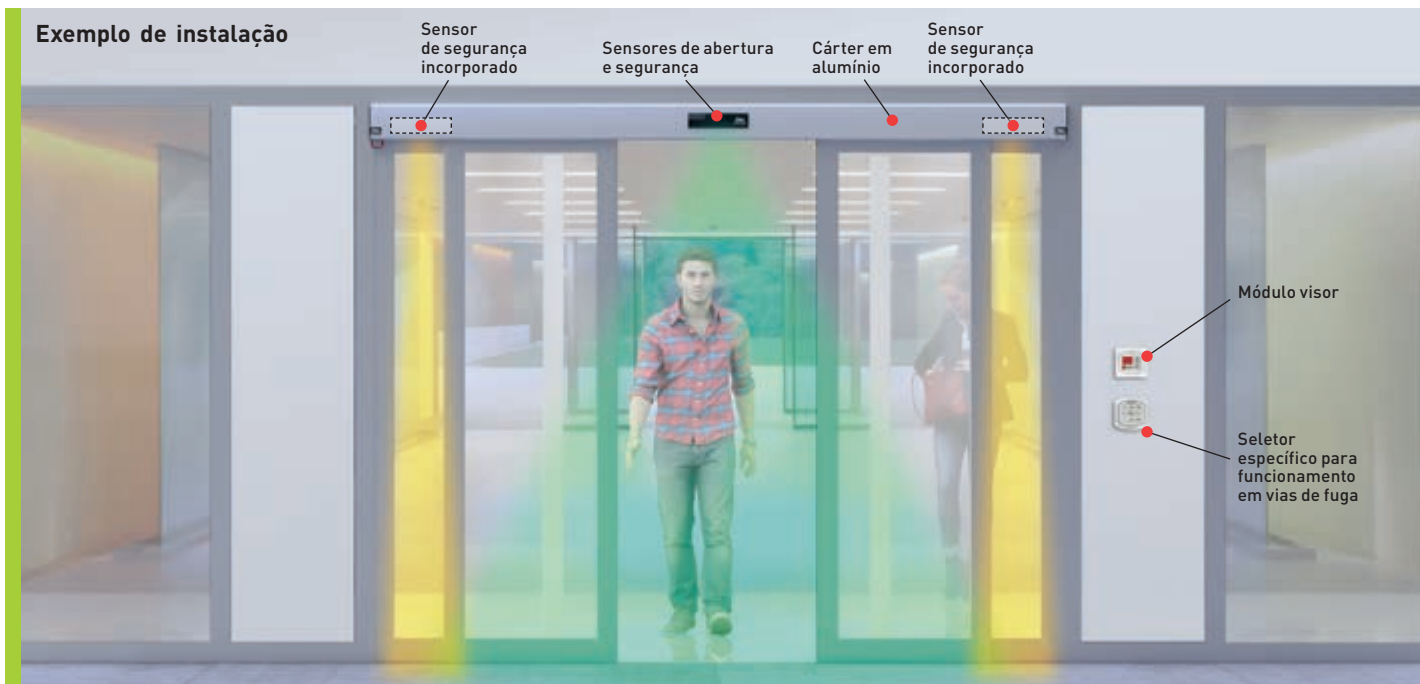 Exemplo de instalação
Sensor
de segurança
incorporado
Sensores de abertura
e segurança
Cárter em
alumínio
Sensor
de segurança
incorporado
Módulo visor
Seletor
específico para
funcionamento
em vias de fuga